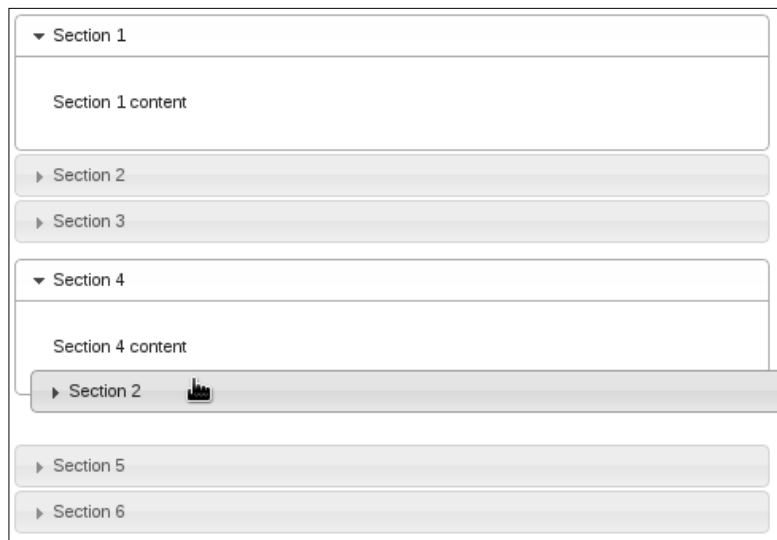 Section 1
Section 1 content
Section 2
Section 3
Section 4
Section 4 content
Section 2
Section 5
Section 6